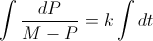 ∫ dP/(M − P) = k ∫ dt